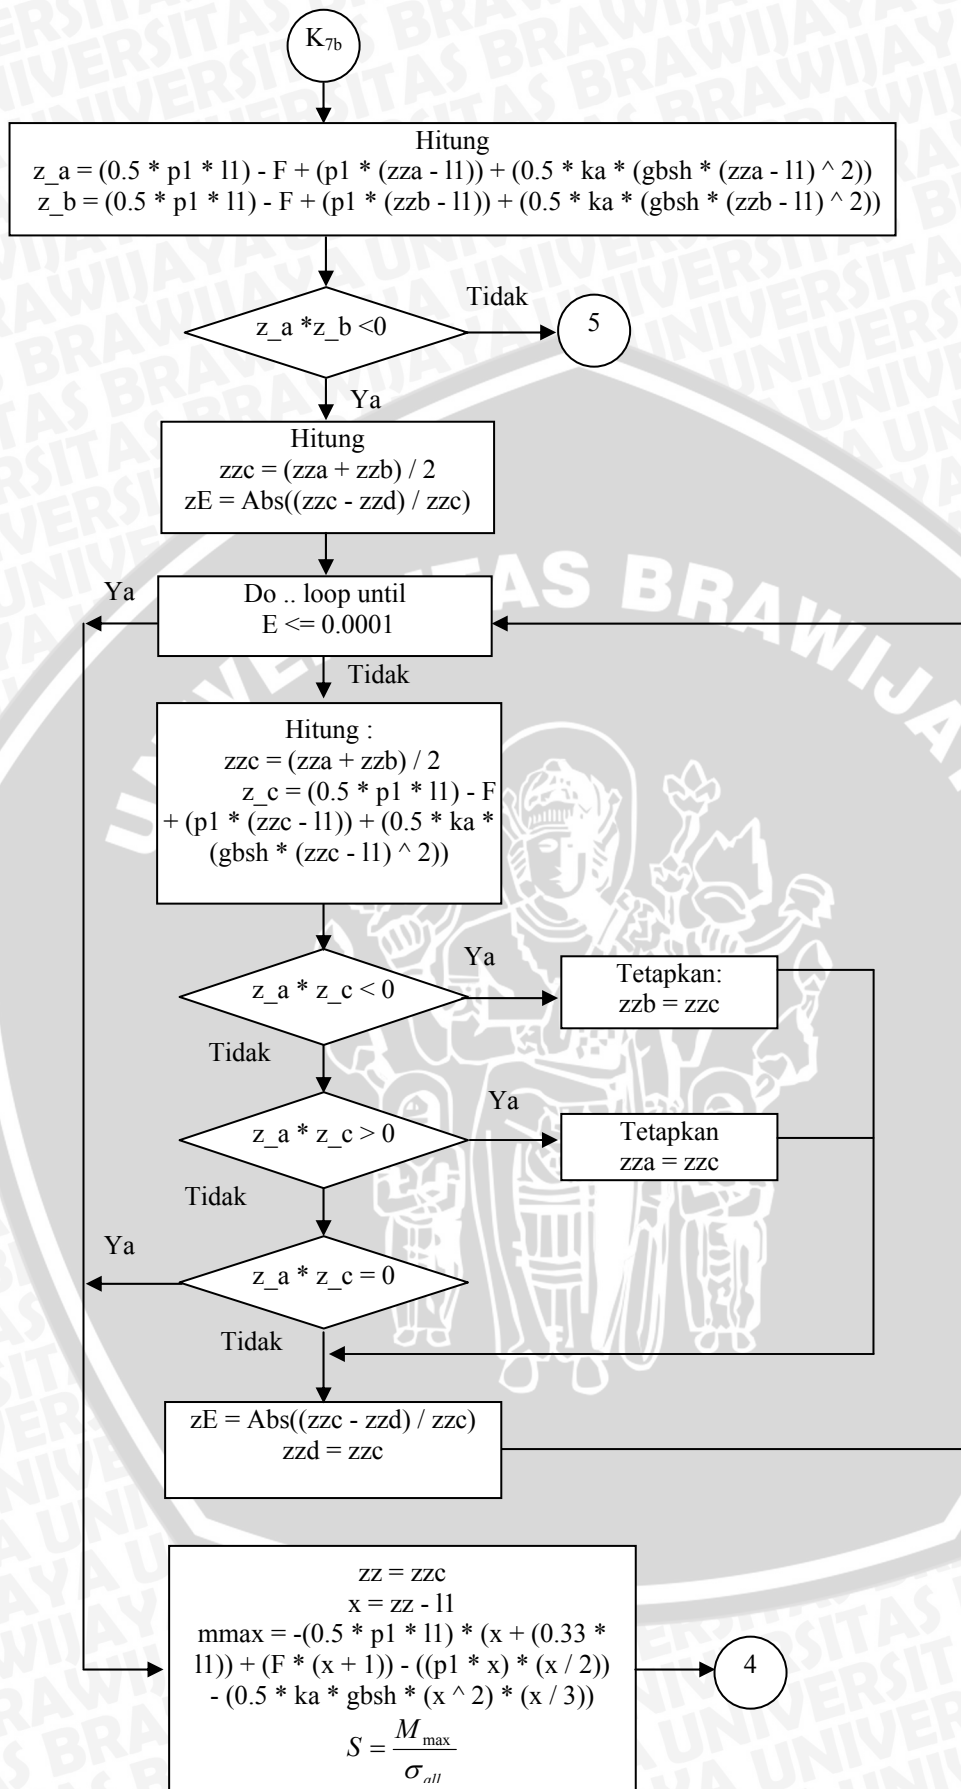 K7b
Hitung
z_a = (0.5 * p1 * l1) - F + (p1 * (zza - l1)) + (0.5 * ka * (gbsh * (zza - l1) ^ 2))
z_b = (0.5 * p1 * l1) - F + (p1 * (zzb - l1)) + (0.5 * ka * (gbsh * (zzb - l1) ^ 2))
z_a *z_b <0
Tidak
5
Ya
Hitung
zzc = (zza + zzb) / 2
zE = Abs((zzc - zzd) / zzc)
Ya
Do .. loop until
E <= 0.0001
Tidak
Hitung :
zzc = (zza + zzb) / 2
z_c = (0.5 * p1 * l1) - F
+ (p1 * (zzc - l1)) + (0.5 * ka *
(gbsh * (zzc - l1) ^ 2))
z_a * z_c < 0
Ya
Tetapkan:
zzb = zzc
Tidak
z_a * z_c > 0
Ya
Tetapkan
zza = zzc
Tidak
Ya
z_a * z_c = 0
Tidak
zE = Abs((zzc - zzd) / zzc)
zzd = zzc
zz = zzc
x = zz - l1
mmax = -(0.5 * p1 * l1) * (x + (0.33 *
l1)) + (F * (x + 1)) - ((p1 * x) * (x / 2))
- (0.5 * ka * gbsh * (x ^ 2) * (x / 3))
S = Mmax / σall
4
UNIVERSITAS BRAWIJAYA